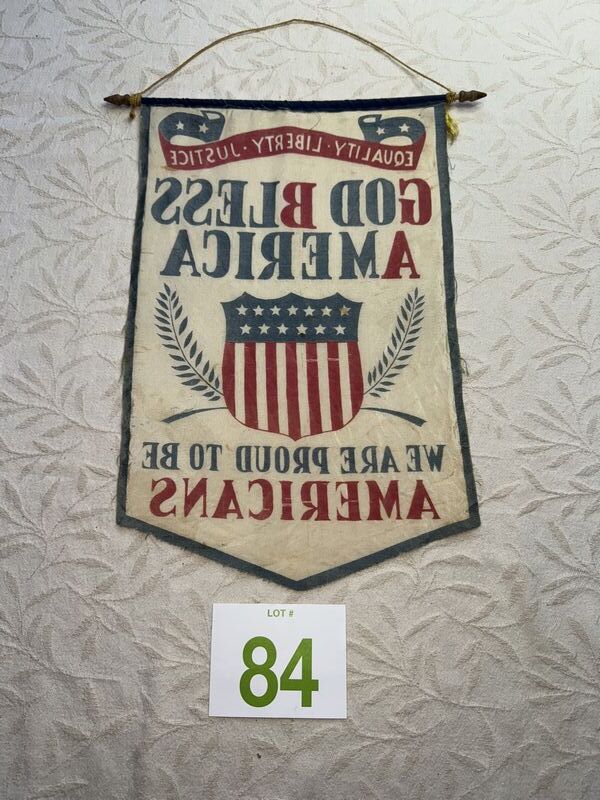 EQUALITY · LIBERTY · JUSTICE
GOD BLESS
AMERICA
WE ARE PROUD TO BE
AMERICANS
LOT #
84